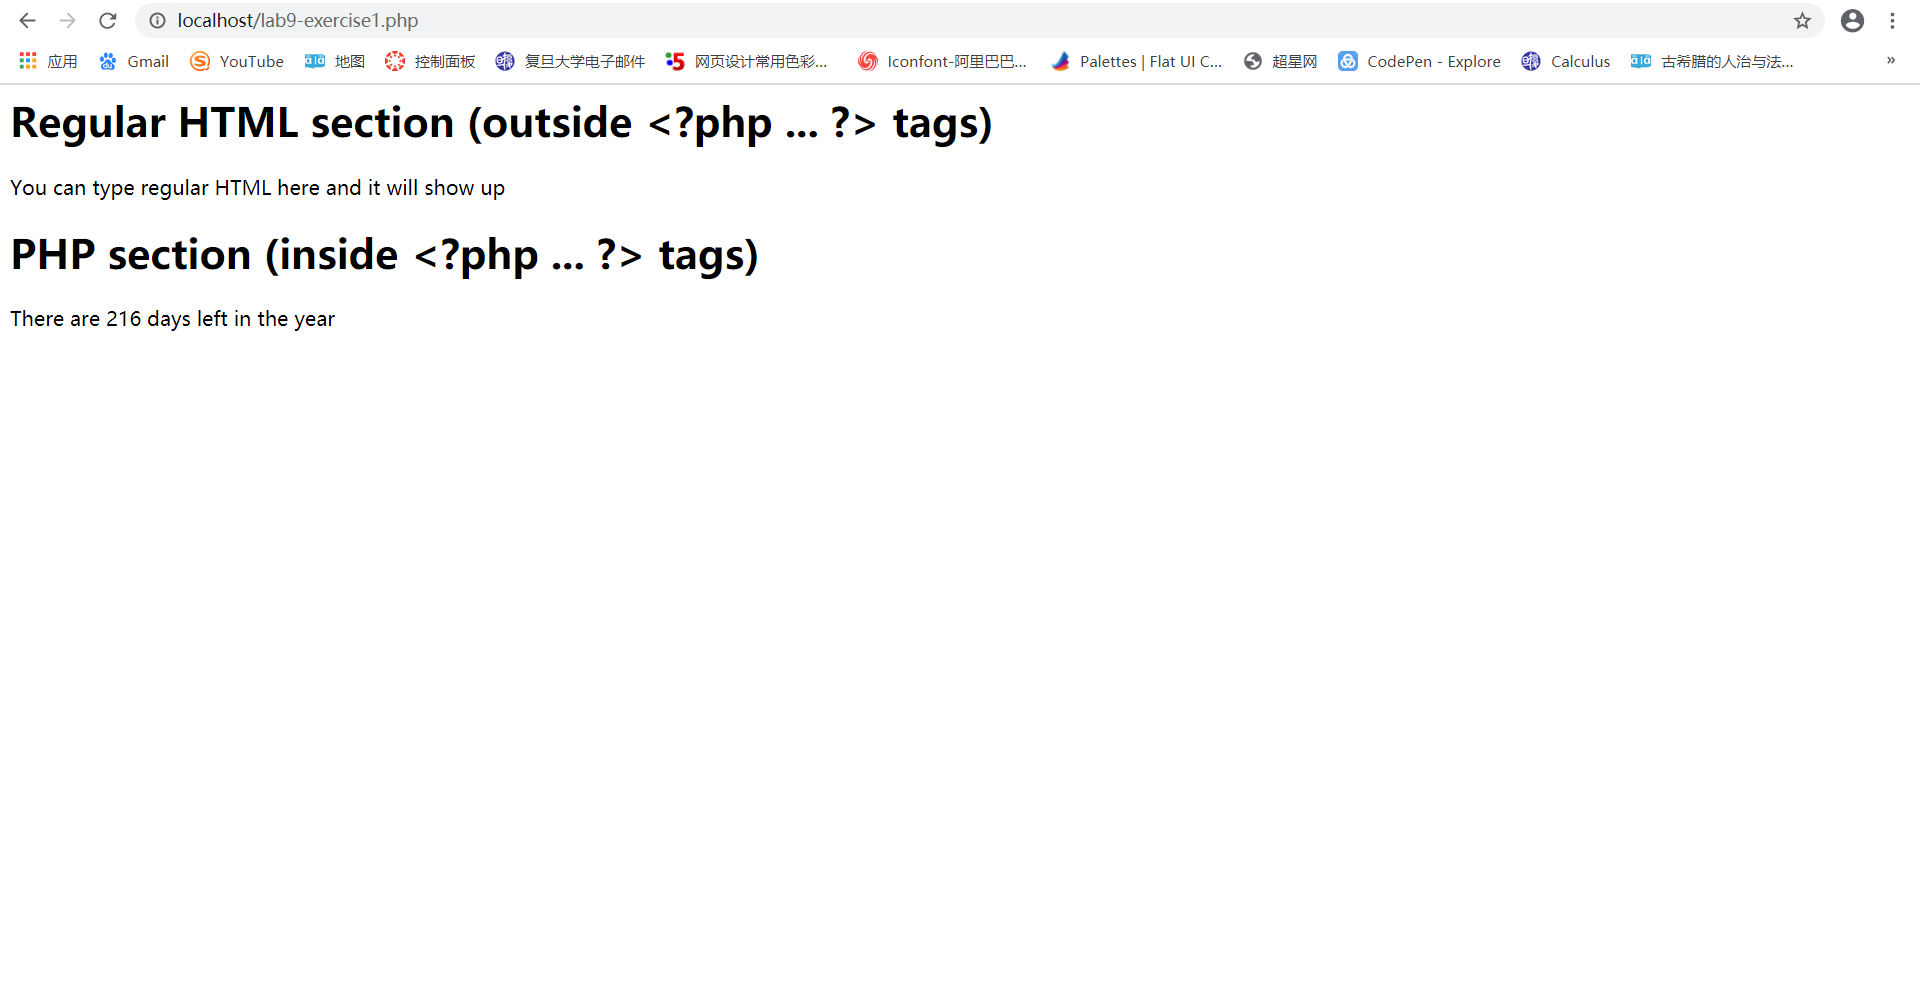 localhost/lab9-exercise1.php
应用 Gmail YouTube 地图 控制面板 复旦大学电子邮件 网页设计常用色彩... Iconfont-阿里巴巴... Palettes | Flat UI C... 超星网 CodePen - Explore Calculus 古希腊的人治与法... »
Regular HTML section (outside <?php ... ?> tags)
You can type regular HTML here and it will show up
PHP section (inside <?php ... ?> tags)
There are 216 days left in the year